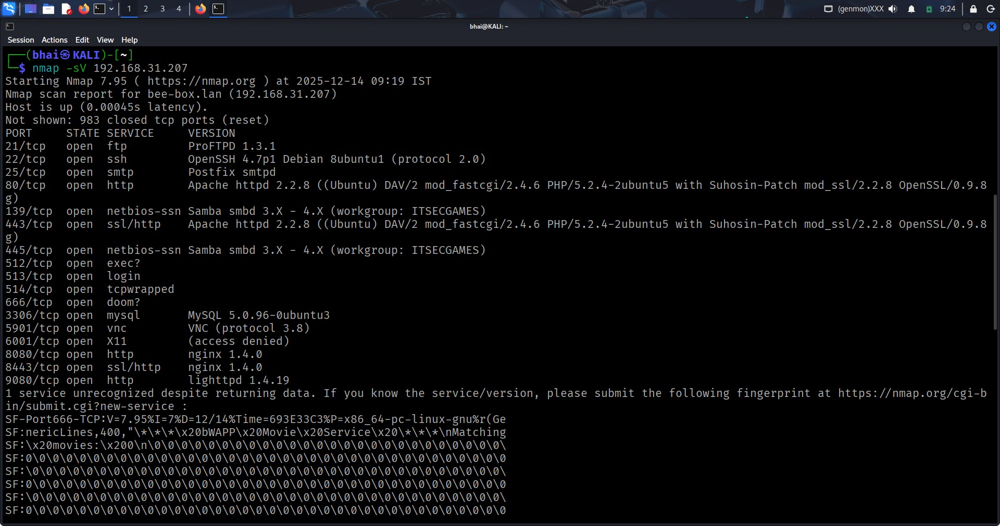 1
2
3
4
(genmon)XXX
9:24
bhai@KALI: ~
Session Actions Edit View Help
┌──(bhai㉿KALI)-[~]
└─$ nmap -sV 192.168.31.207
Starting Nmap 7.95 ( https://nmap.org ) at 2025-12-14 09:19 IST
Nmap scan report for bee-box.lan (192.168.31.207)
Host is up (0.00045s latency).
Not shown: 983 closed tcp ports (reset)
PORT     STATE SERVICE     VERSION
21/tcp   open  ftp         ProFTPD 1.3.1
22/tcp   open  ssh         OpenSSH 4.7p1 Debian 8ubuntu1 (protocol 2.0)
25/tcp   open  smtp        Postfix smtpd
80/tcp   open  http        Apache httpd 2.2.8 ((Ubuntu) DAV/2 mod_fastcgi/2.4.6 PHP/5.2.4-2ubuntu5 with Suhosin-Patch mod_ssl/2.2.8 OpenSSL/0.9.8
g)
139/tcp  open  netbios-ssn Samba smbd 3.X - 4.X (workgroup: ITSECGAMES)
443/tcp  open  ssl/http    Apache httpd 2.2.8 ((Ubuntu) DAV/2 mod_fastcgi/2.4.6 PHP/5.2.4-2ubuntu5 with Suhosin-Patch mod_ssl/2.2.8 OpenSSL/0.9.8
g)
445/tcp  open  netbios-ssn Samba smbd 3.X - 4.X (workgroup: ITSECGAMES)
512/tcp  open  exec?
513/tcp  open  login
514/tcp  open  tcpwrapped
666/tcp  open  doom?
3306/tcp open  mysql       MySQL 5.0.96-0ubuntu3
5901/tcp open  vnc         VNC (protocol 3.8)
6001/tcp open  X11         (access denied)
8080/tcp open  http        nginx 1.4.0
8443/tcp open  ssl/http    nginx 1.4.0
9080/tcp open  http        lighttpd 1.4.19
1 service unrecognized despite returning data. If you know the service/version, please submit the following fingerprint at https://nmap.org/cgi-b
in/submit.cgi?new-service :
SF-Port666-TCP:V=7.95%I=7%D=12/14%Time=693E33C3%P=x86_64-pc-linux-gnu%r(Ge
SF:nericLines,400,"\*\*\*\x20bWAPP\x20Movie\x20Service\x20\*\*\*\nMatching
SF:\x20movies:\x200\n\0\0\0\0\0\0\0\0\0\0\0\0\0\0\0\0\0\0\0\0\0\0\0\0\0\0\
SF:0\0\0\0\0\0\0\0\0\0\0\0\0\0\0\0\0\0\0\0\0\0\0\0\0\0\0\0\0\0\0\0\0\0\0\0
SF:\0\0\0\0\0\0\0\0\0\0\0\0\0\0\0\0\0\0\0\0\0\0\0\0\0\0\0\0\0\0\0\0\0\0\0\
SF:0\0\0\0\0\0\0\0\0\0\0\0\0\0\0\0\0\0\0\0\0\0\0\0\0\0\0\0\0\0\0\0\0\0\0\0
SF:\0\0\0\0\0\0\0\0\0\0\0\0\0\0\0\0\0\0\0\0\0\0\0\0\0\0\0\0\0\0\0\0\0\0\0\
SF:0\0\0\0\0\0\0\0\0\0\0\0\0\0\0\0\0\0\0\0\0\0\0\0\0\0\0\0\0\0\0\0\0\0\0\0